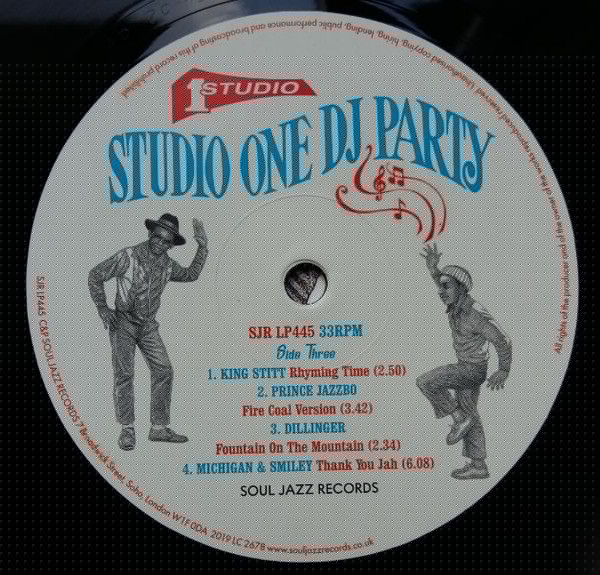 1 STUDIO
STUDIO ONE DJ PARTY
SJR LP445 33RPM
Side Three
1. KING STITT Rhyming Time (2.50)
2. PRINCE JAZZBO
Fire Coal Version (3.42)
3. DILLINGER
Fountain On The Mountain (2.34)
4. MICHIGAN & SMILEY Thank You Jah (6.08)
SOUL JAZZ RECORDS
SJR LP445 C&P SOUL JAZZ RECORDS 7 Broadwick Street, Soho, London W1F 0DA 2019 LC 2678 www.souljazzrecords.co.uk
All rights of the producer and of the owner of the works reproduced reserved. Unauthorised copying, hiring, lending, public performance and broadcasting of this record prohibited.